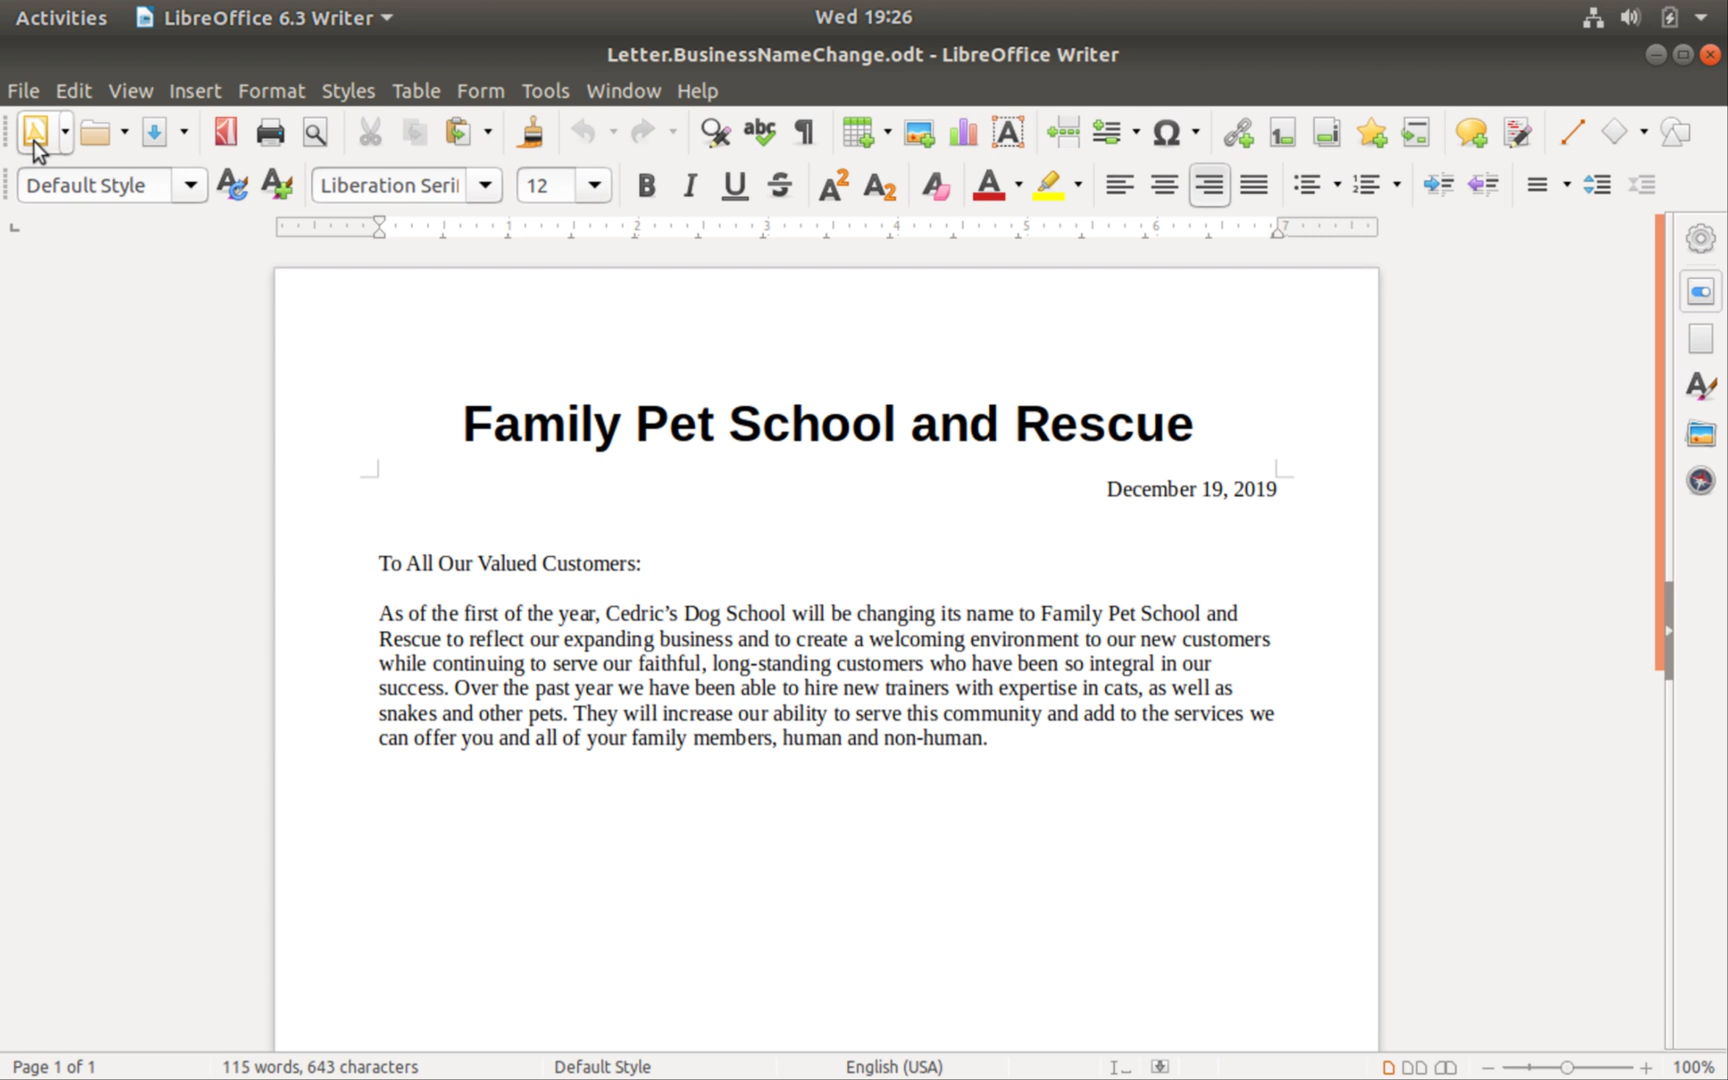 Activities LibreOffice 6.3 Writer Wed 19:26
Letter.BusinessNameChange.odt - LibreOffice Writer
File Edit View Insert Format Styles Table Form Tools Window Help
Default Style Liberation Seri 12
1 2 3 4 5 6 7
Family Pet School and Rescue
December 19, 2019
To All Our Valued Customers:
As of the first of the year, Cedric’s Dog School will be changing its name to Family Pet School and
Rescue to reflect our expanding business and to create a welcoming environment to our new customers
while continuing to serve our faithful, long-standing customers who have been so integral in our
success. Over the past year we have been able to hire new trainers with expertise in cats, as well as
snakes and other pets. They will increase our ability to serve this community and add to the services we
can offer you and all of your family members, human and non-human.
Page 1 of 1 115 words, 643 characters Default Style English (USA) 100%